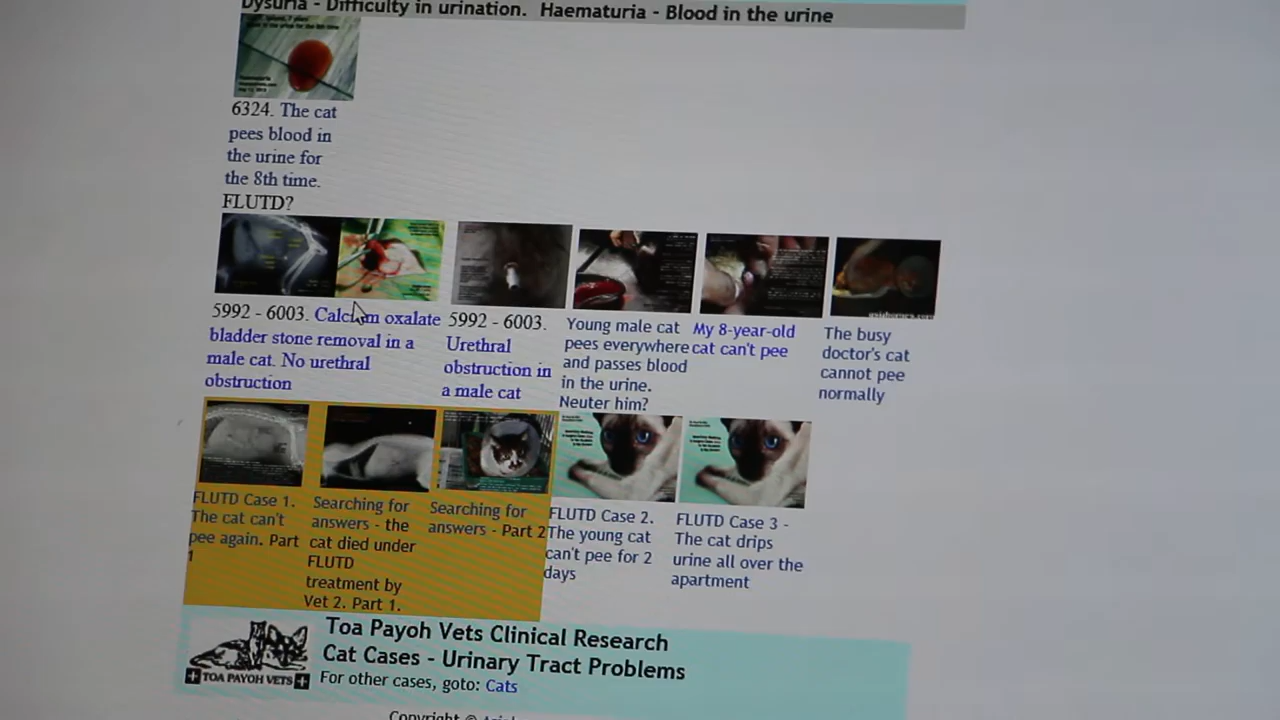 Dysuria - Difficulty in urination. Haematuria - Blood in the urine
6324. The cat
pees blood in
the urine for
the 8th time.
FLUTD?
5992 - 6003. Calcium oxalate
bladder stone removal in a
male cat. No urethral
obstruction
5992 - 6003.
Urethral
obstruction in
a male cat
Young male cat
pees everywhere
and passes blood
in the urine.
Neuter him?
My 8-year-old
cat can't pee
The busy
doctor's cat
cannot pee
normally
FLUTD Case 1.
The cat can't
pee again. Part
1
Searching for
answers - the
cat died under
FLUTD
treatment by
Vet 2. Part 1.
Searching for
answers - Part 2
FLUTD Case 2.
The young cat
can't pee for 2
days
FLUTD Case 3 -
The cat drips
urine all over the
apartment
TOA PAYOH VETS
Toa Payoh Vets Clinical Research
Cat Cases - Urinary Tract Problems
For other cases, goto: Cats
Copyright ©